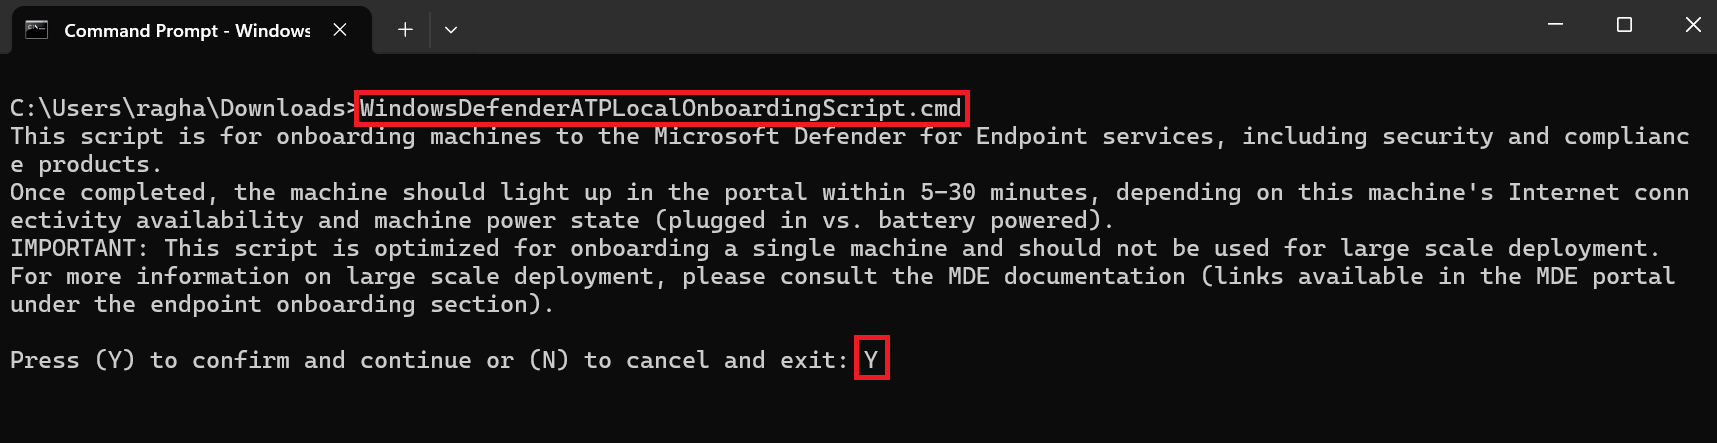 Command Prompt - Windows
C:\Users\ragha\Downloads>WindowsDefenderATPLocalOnboardingScript.cmd
This script is for onboarding machines to the Microsoft Defender for Endpoint services, including security and complianc
e products.
Once completed, the machine should light up in the portal within 5-30 minutes, depending on this machine's Internet conn
ectivity availability and machine power state (plugged in vs. battery powered).
IMPORTANT: This script is optimized for onboarding a single machine and should not be used for large scale deployment.
For more information on large scale deployment, please consult the MDE documentation (links available in the MDE portal
under the endpoint onboarding section).
Press (Y) to confirm and continue or (N) to cancel and exit: Y